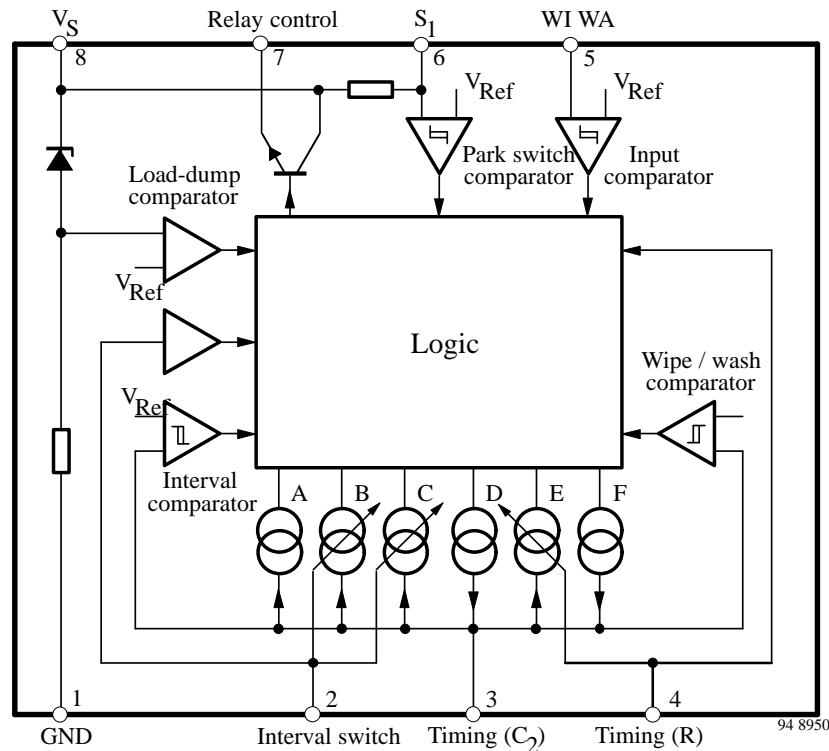 VS
Relay control
S1
WI WA
8
7
6
5
VRef
VRef
Park switch
comparator
Input
comparator
Load-dump
comparator
VRef
Logic
Wipe / wash
comparator
VRef
Interval
comparator
A
B
C
D
E
F
1
2
3
4
GND
Interval switch
Timing (C2)
Timing (R)
94 8950